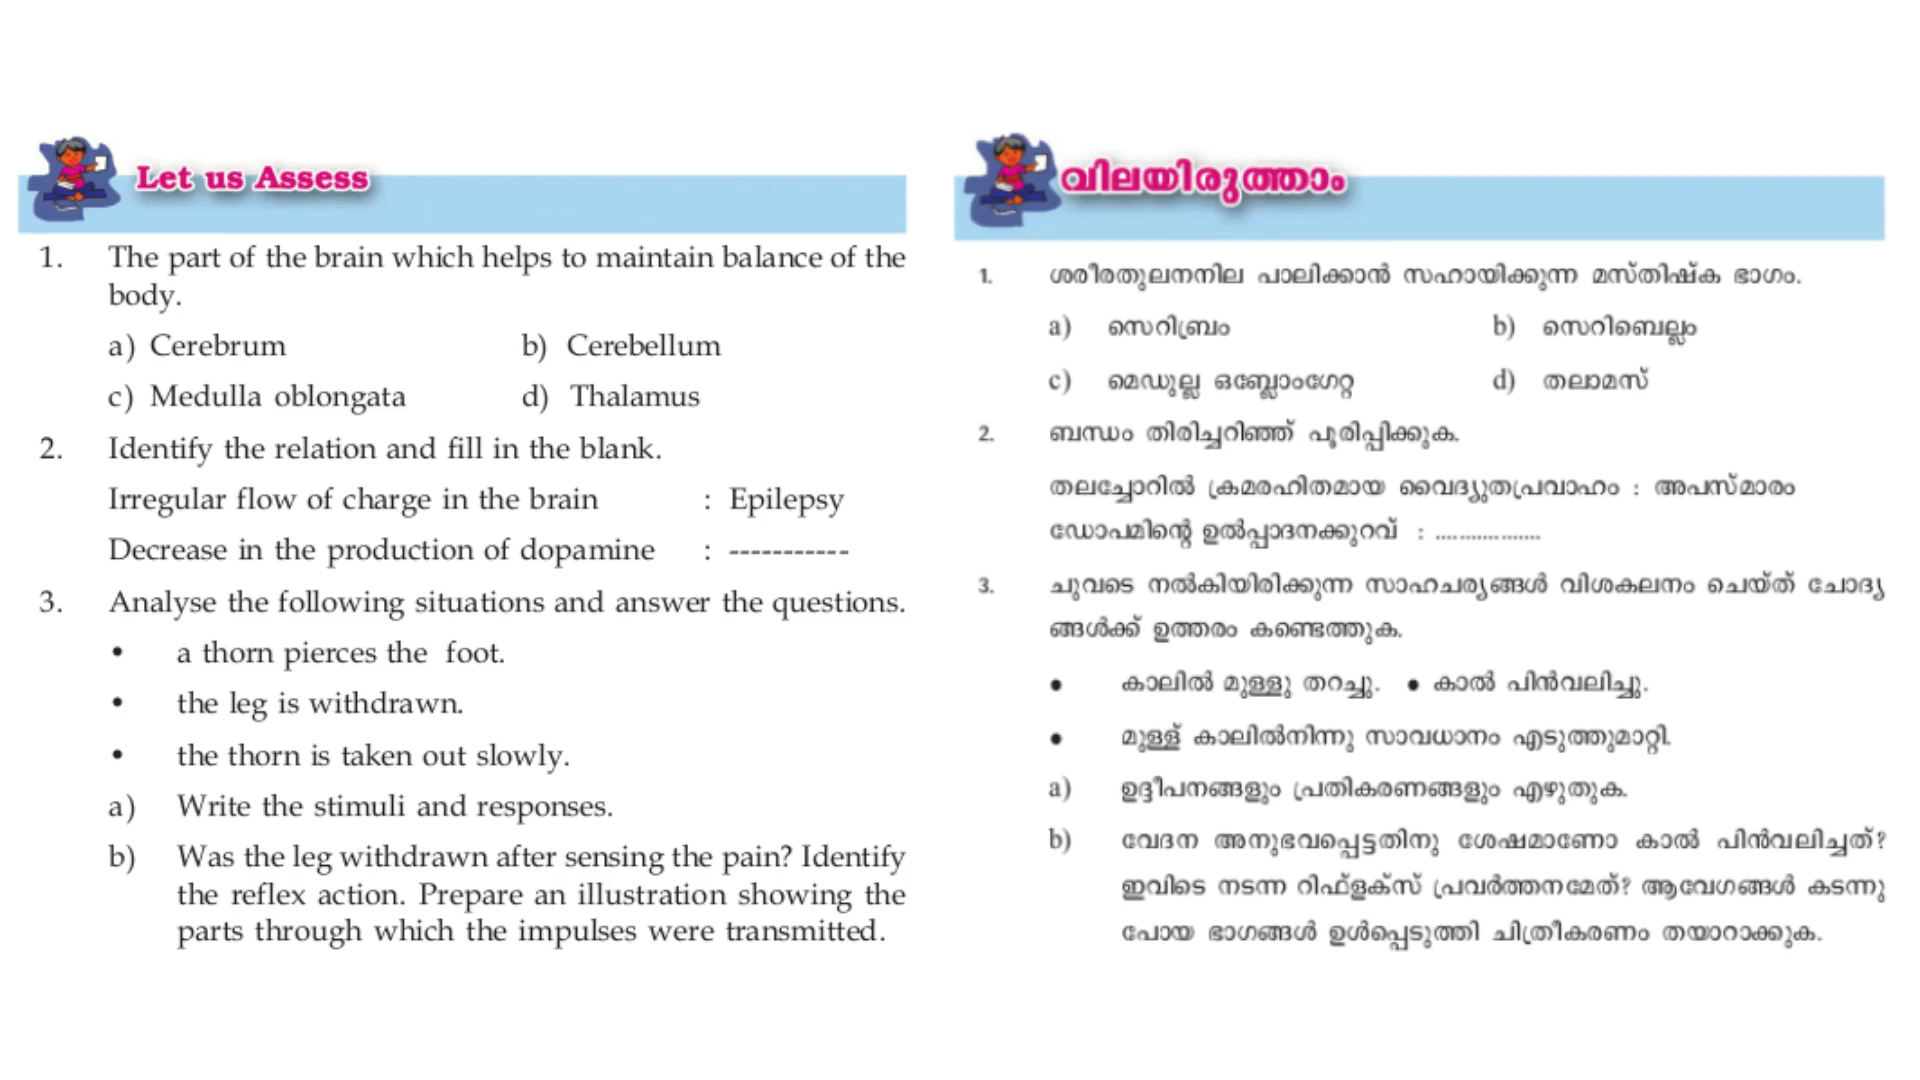 Let us Assess
1. The part of the brain which helps to maintain balance of the
body.
a) Cerebrum b) Cerebellum
c) Medulla oblongata d) Thalamus
2. Identify the relation and fill in the blank.
Irregular flow of charge in the brain : Epilepsy
Decrease in the production of dopamine : -----------
3. Analyse the following situations and answer the questions.
• a thorn pierces the foot.
• the leg is withdrawn.
• the thorn is taken out slowly.
a) Write the stimuli and responses.
b) Was the leg withdrawn after sensing the pain? Identify
the reflex action. Prepare an illustration showing the
parts through which the impulses were transmitted.
വിലയിരുത്താം
1. ശരീരതുലനനില പാലിക്കാൻ സഹായിക്കുന്ന മസ്തിഷ്ക ഭാഗം.
a) സെറിബ്രം b) സെറിബെല്ലം
c) മെഡുല്ല ഒബ്ലോംഗേറ്റ d) തലാമസ്
2. ബന്ധം തിരിച്ചറിഞ്ഞ് പൂരിപ്പിക്കുക.
തലച്ചോറിൽ ക്രമരഹിതമായ വൈദ്യുതപ്രവാഹം : അപസ്മാരം
ഡോപമിന്റെ ഉൽപ്പാദനക്കുറവ് : ..................
3. ചുവടെ നൽകിയിരിക്കുന്ന സാഹചര്യങ്ങൾ വിശകലനം ചെയ്ത് ചോദ്യ
ങ്ങൾക്ക് ഉത്തരം കണ്ടെത്തുക.
• കാലിൽ മുള്ളു തറച്ചു. • കാൽ പിൻവലിച്ചു.
• മുള്ള് കാലിൽനിന്നു സാവധാനം എടുത്തുമാറ്റി.
a) ഉദ്ദീപനങ്ങളും പ്രതികരണങ്ങളും എഴുതുക.
b) വേദന അനുഭവപ്പെട്ടതിനു ശേഷമാണോ കാൽ പിൻവലിച്ചത്?
ഇവിടെ നടന്ന റിഫ്ളക്സ് പ്രവർത്തനമേത്? ആവേഗങ്ങൾ കടന്നു
പോയ ഭാഗങ്ങൾ ഉൾപ്പെടുത്തി ചിത്രീകരണം തയാറാക്കുക.